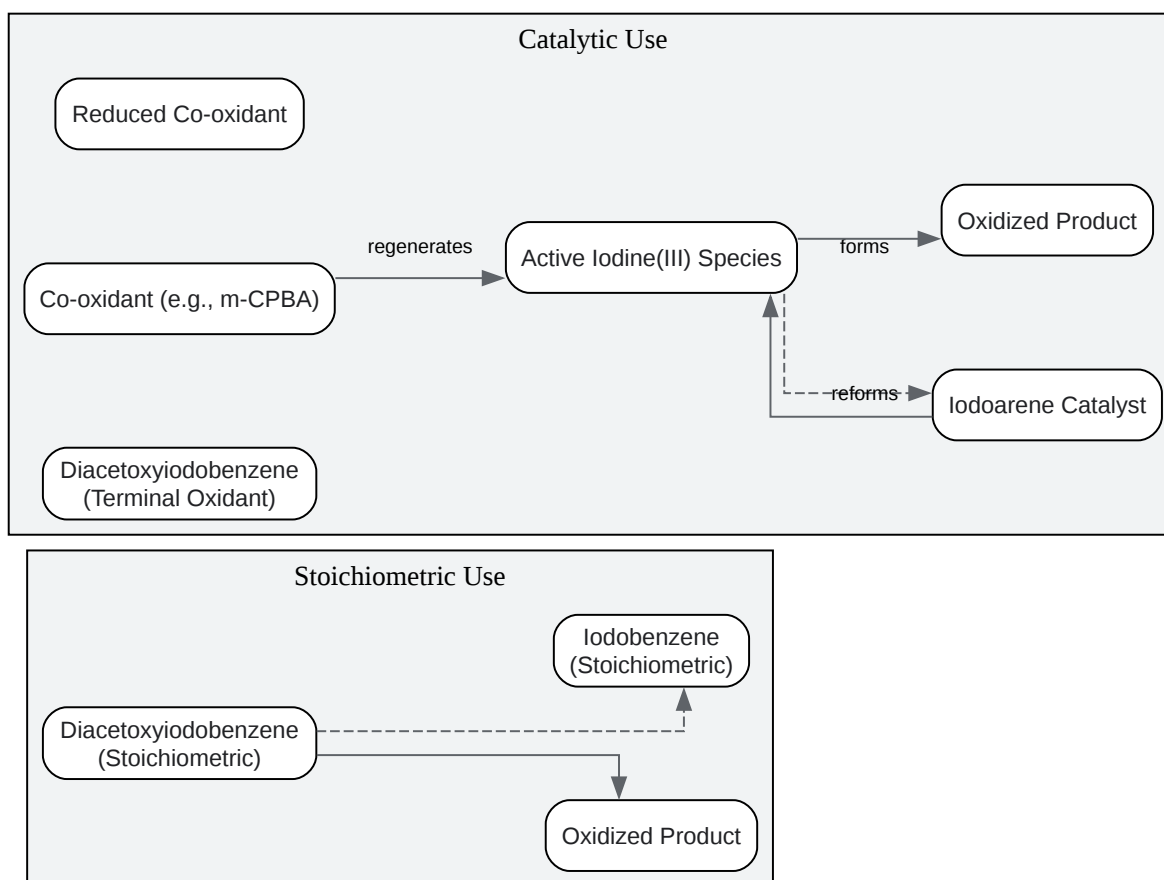 Catalytic Use
Reduced Co-oxidant
Oxidized Product
regenerates
Active Iodine(III) Species
forms
Co-oxidant (e.g., m-CPBA)
reforms
Iodoarene Catalyst
Diacetoxyiodobenzene
(Terminal Oxidant)
Stoichiometric Use
Iodobenzene
(Stoichiometric)
Diacetoxyiodobenzene
(Stoichiometric)
Oxidized Product